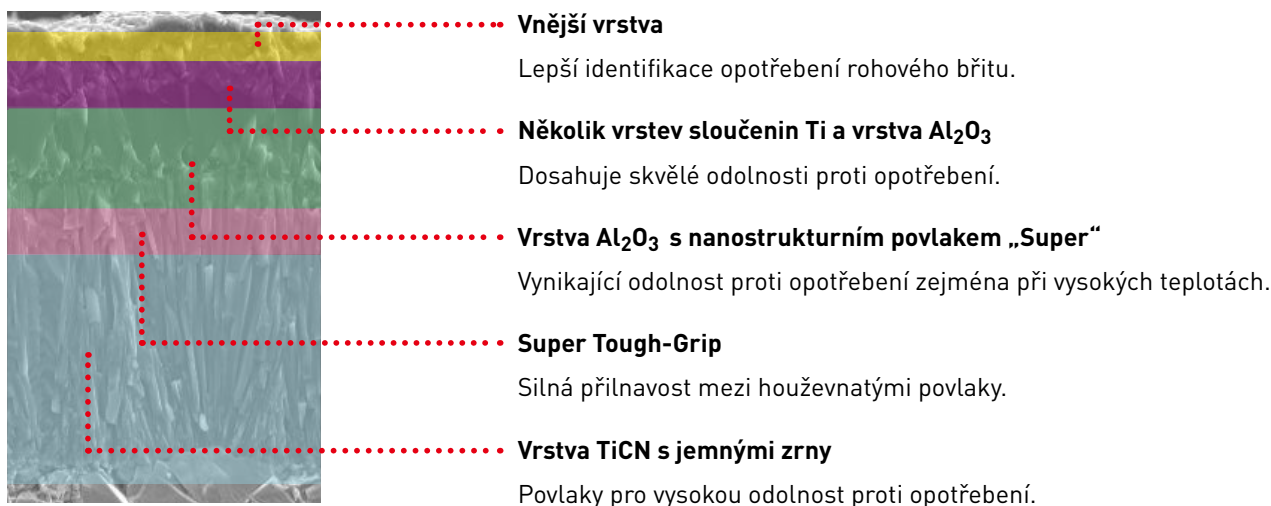 Vnější vrstva
Lepší identifikace opotřebení rohového břitu.
Několik vrstev sloučenin Ti a vrstva Al₂O₃
Dosahuje skvělé odolnosti proti opotřebení.
Vrstva Al₂O₃ s nanostrukturním povlakem „Super“
Vynikající odolnost proti opotřebení zejména při vysokých teplotách.
Super Tough-Grip
Silná přilnavost mezi houževnatými povlaky.
Vrstva TiCN s jemnými zrny
Povlaky pro vysokou odolnost proti opotřebení.